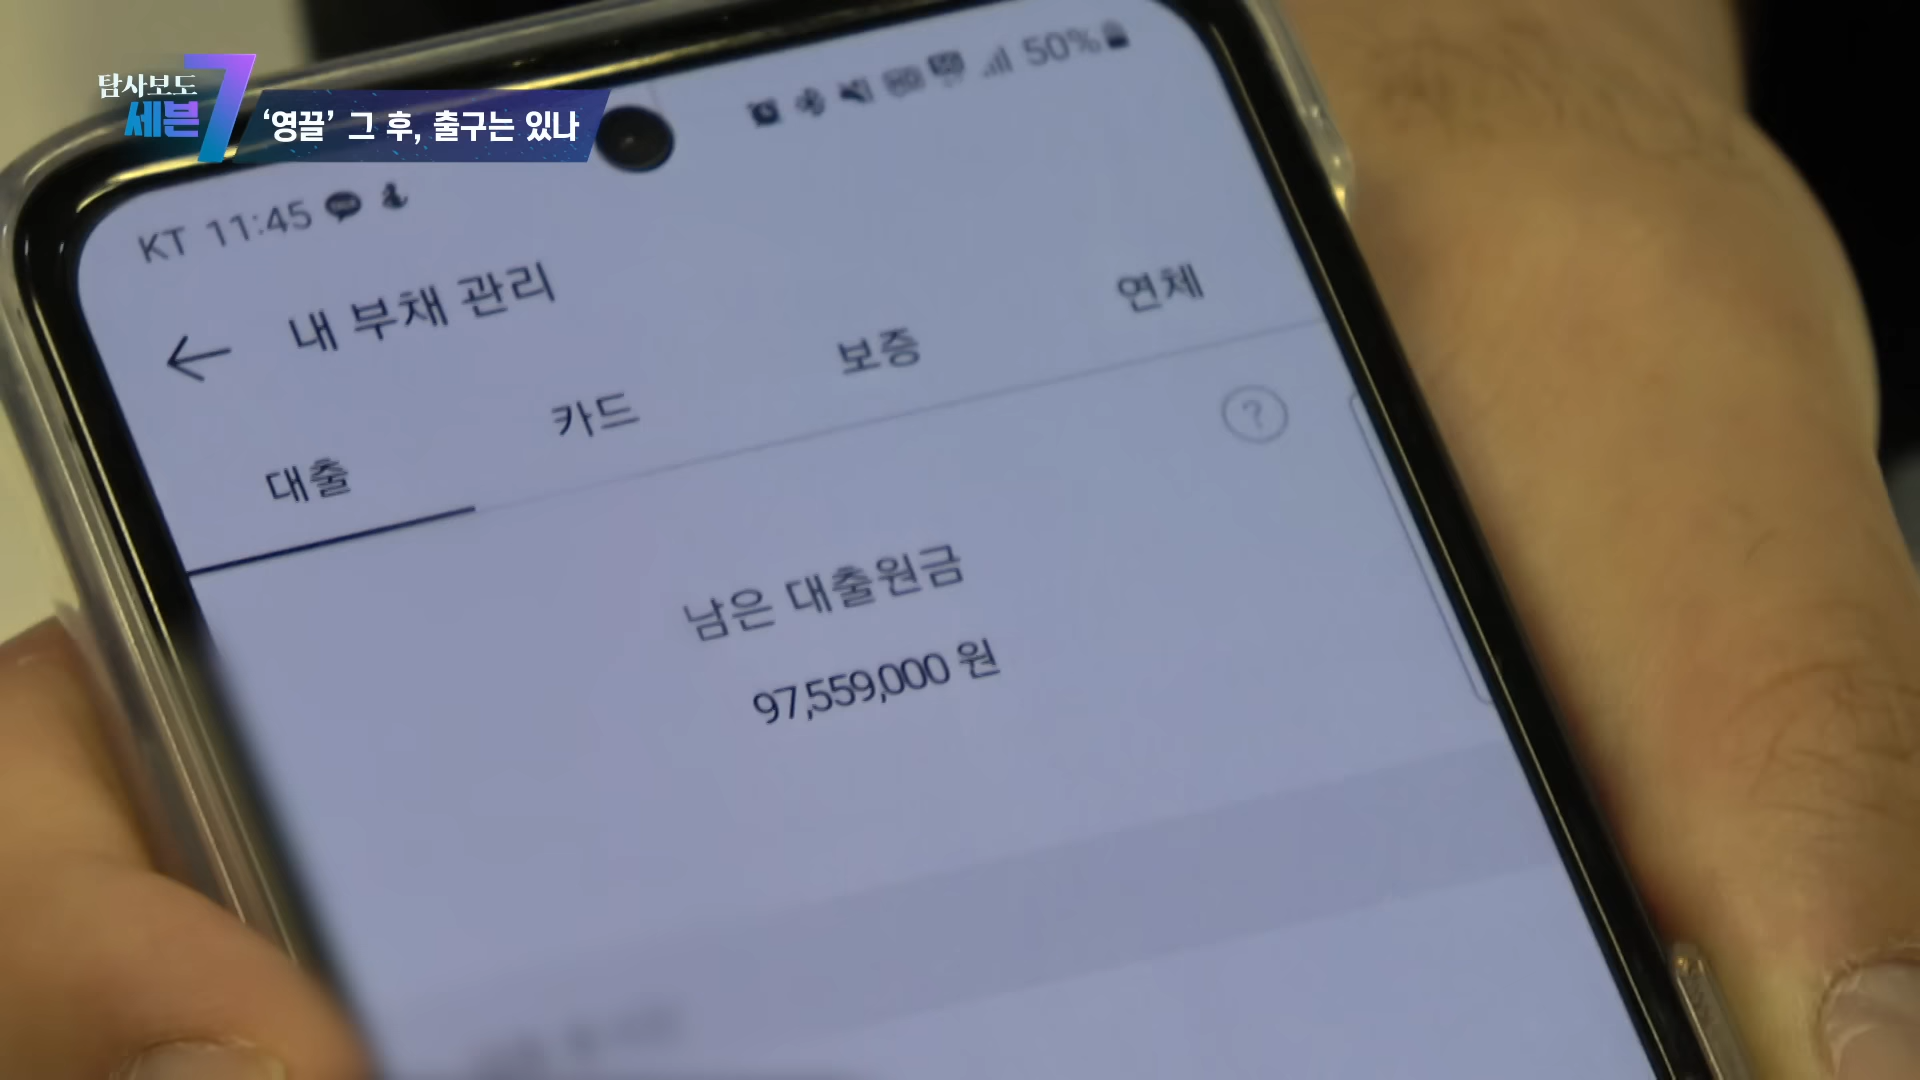 탐사보도
세븐7
‘영끌’ 그 후, 출구는 있나
KT 11:45
50%
내 부채 관리
대출
카드
보증
연체
?
남은 대출원금
97,559,000 원